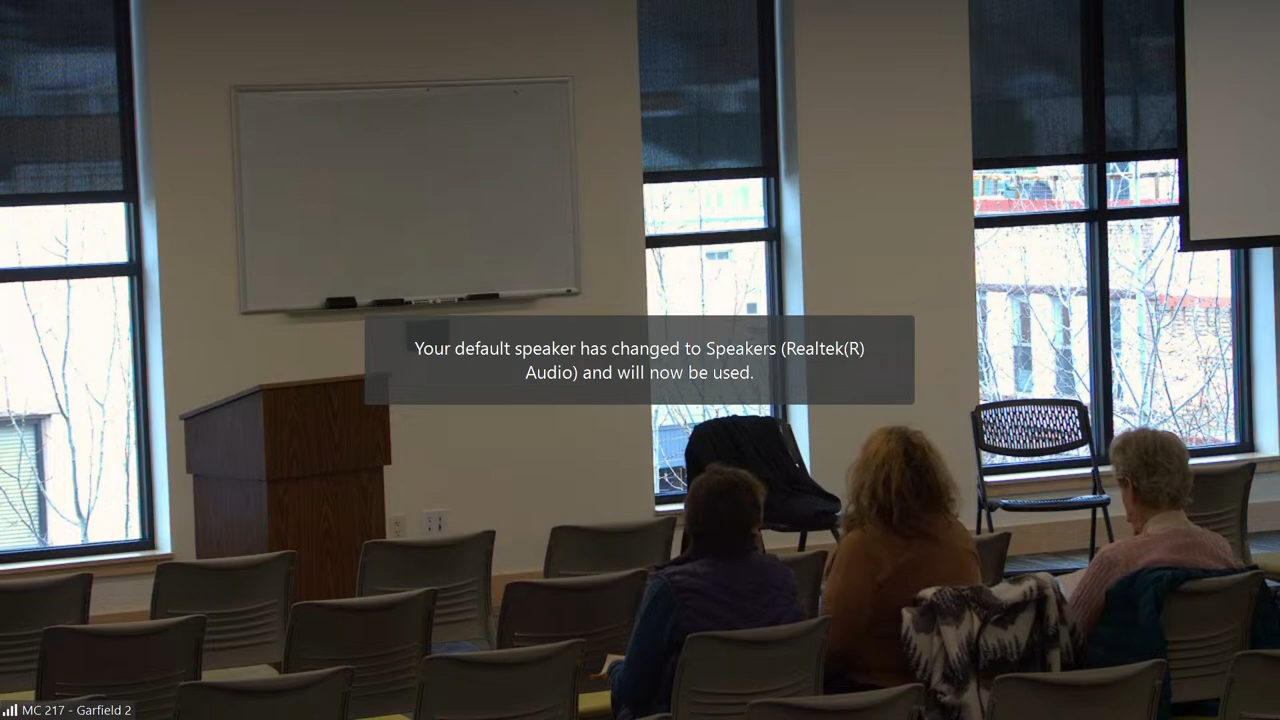 Your default speaker has changed to Speakers (Realtek(R)
Audio) and will now be used.
MC 217 - Garfield 2